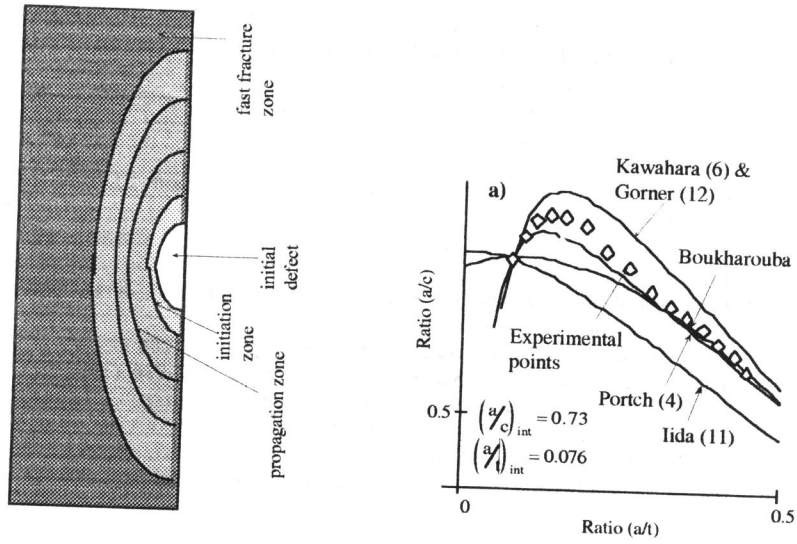 fast fracture
zone
initial
defect
initiation
zone
propagation zone
a)
Kawahara (6) &
Gorner (12)
Boukharouba
Experimental
points
Portch (4)
Iida (11)
(a/c)int = 0.73
(a/t)int = 0.076
Ratio (a/c)
0.5
0
0.5
Ratio (a/t)